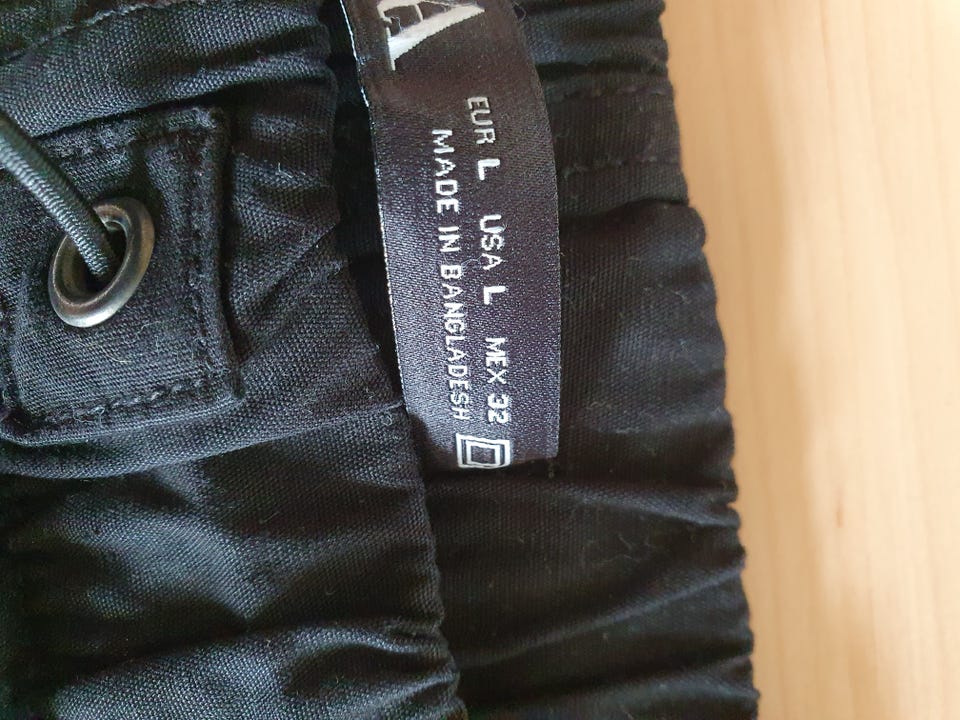 A
EUR L USA L MEX 32
MADE IN BANGLADESH